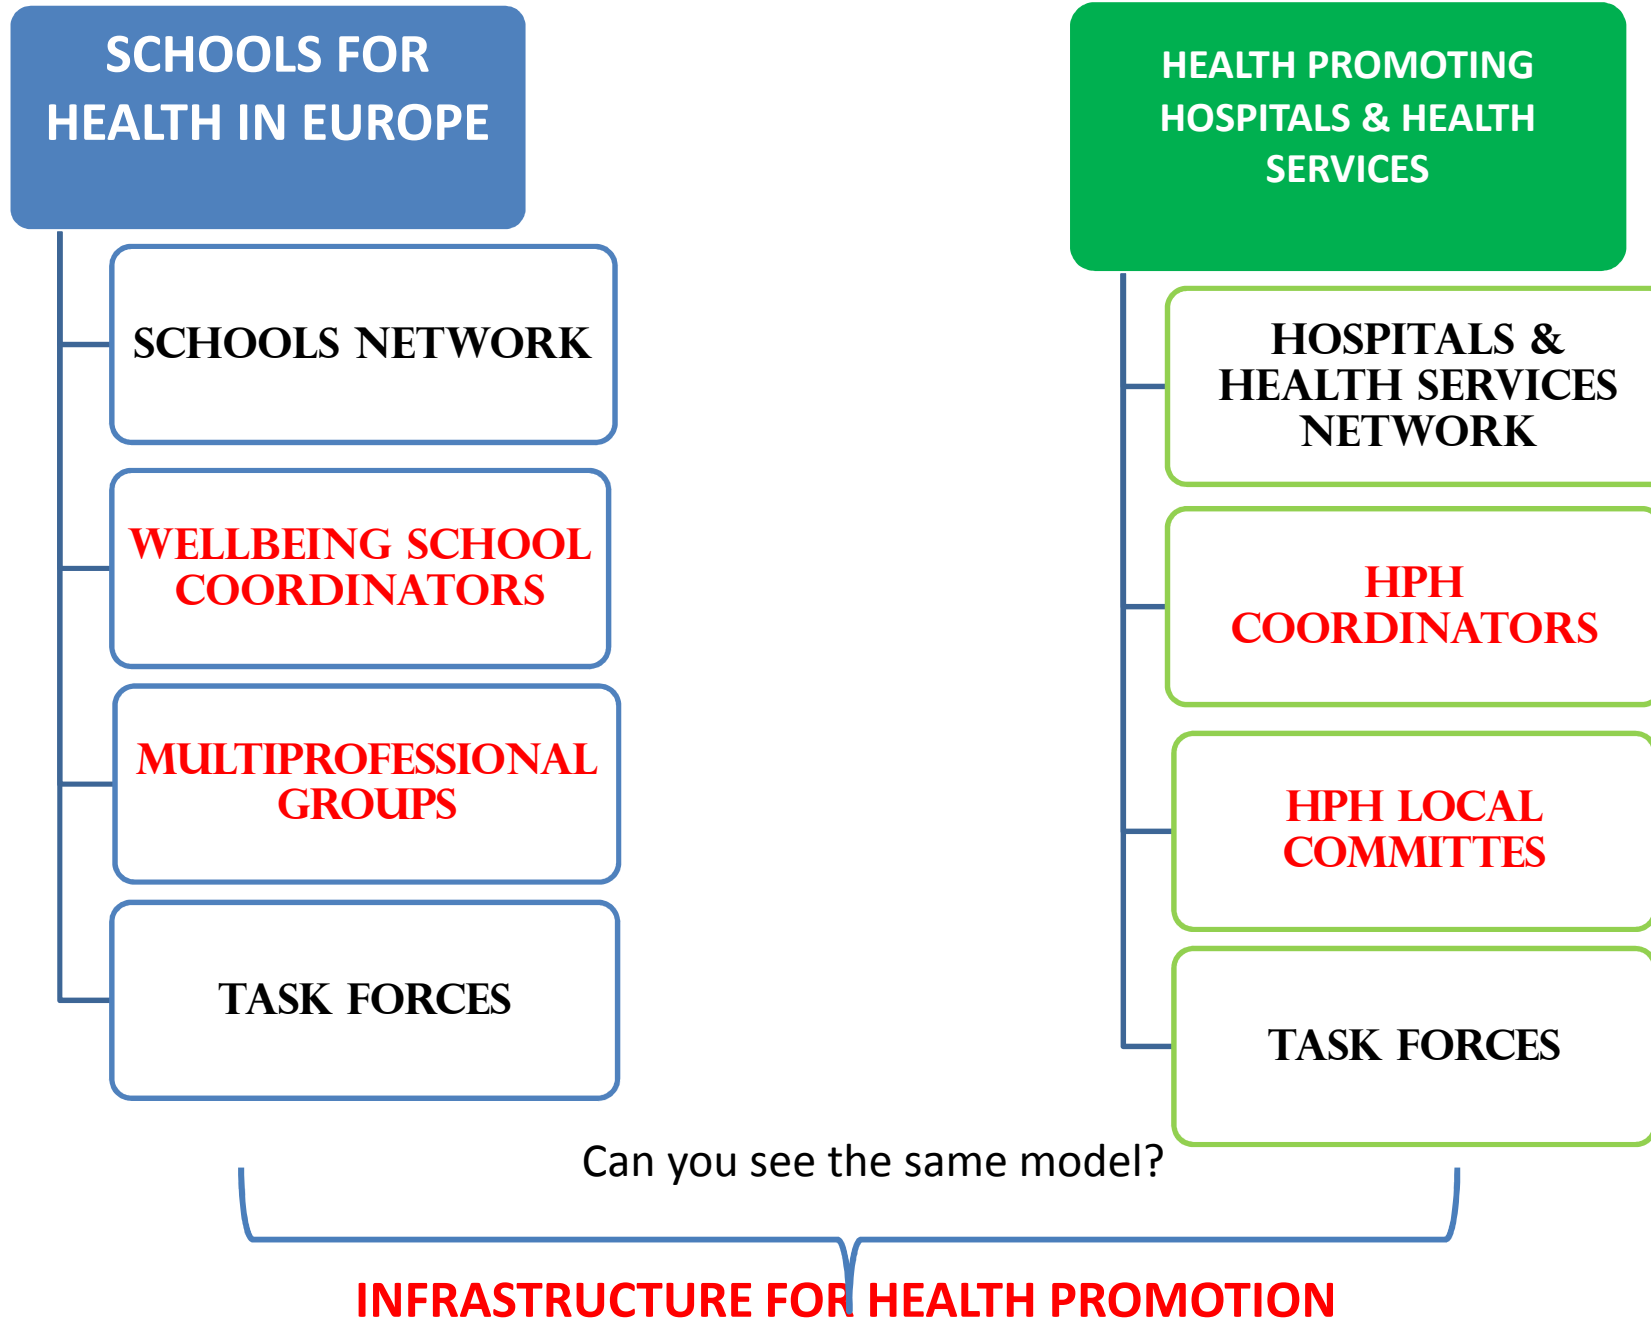 SCHOOLS FOR
HEALTH IN EUROPE
SCHOOLS NETWORK
WELLBEING SCHOOL
COORDINATORS
MULTIPROFESSIONAL
GROUPS
TASK FORCES
HEALTH PROMOTING
HOSPITALS & HEALTH
SERVICES
HOSPITALS &
HEALTH SERVICES
NETWORK
HPH
COORDINATORS
HPH LOCAL
COMMITTES
TASK FORCES
Can you see the same model?
INFRASTRUCTURE FOR HEALTH PROMOTION